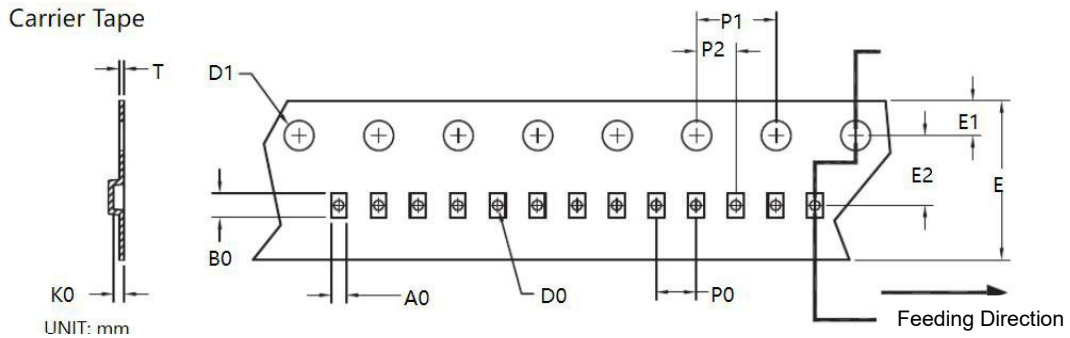 Carrier Tape
P1
T
D1
P2
E1
E2
E
B0
K0
A0
D0
P0
UNIT: mm
Feeding Direction